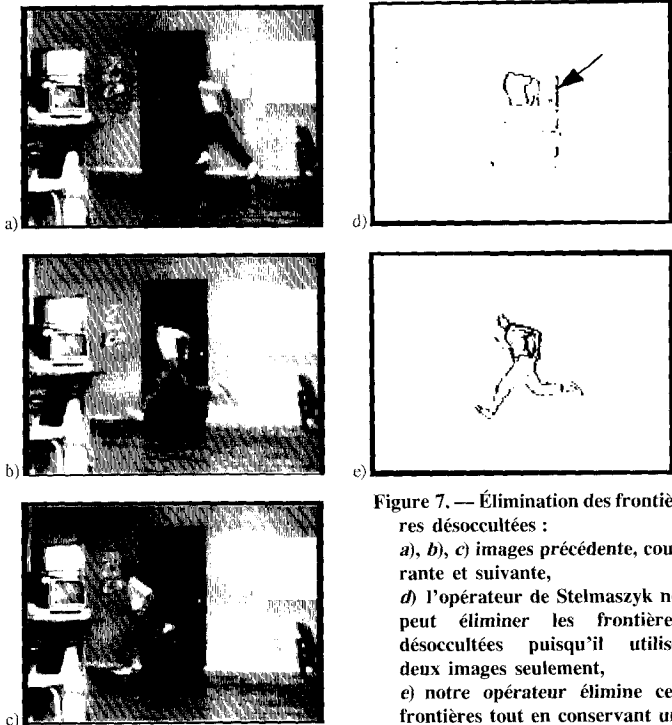 a)
d)
b)
e)
c)
Figure 7. — Élimination des frontiè
res désoccultées :
a), b), c) images précédente, cou
rante et suivante,
d) l'opérateur de Stelmaszyk n
peut éliminer les frontière
désoccultées puisqu'il utilis
deux images seulement,
e) notre opérateur élimine ce
frontières tout en conservant u